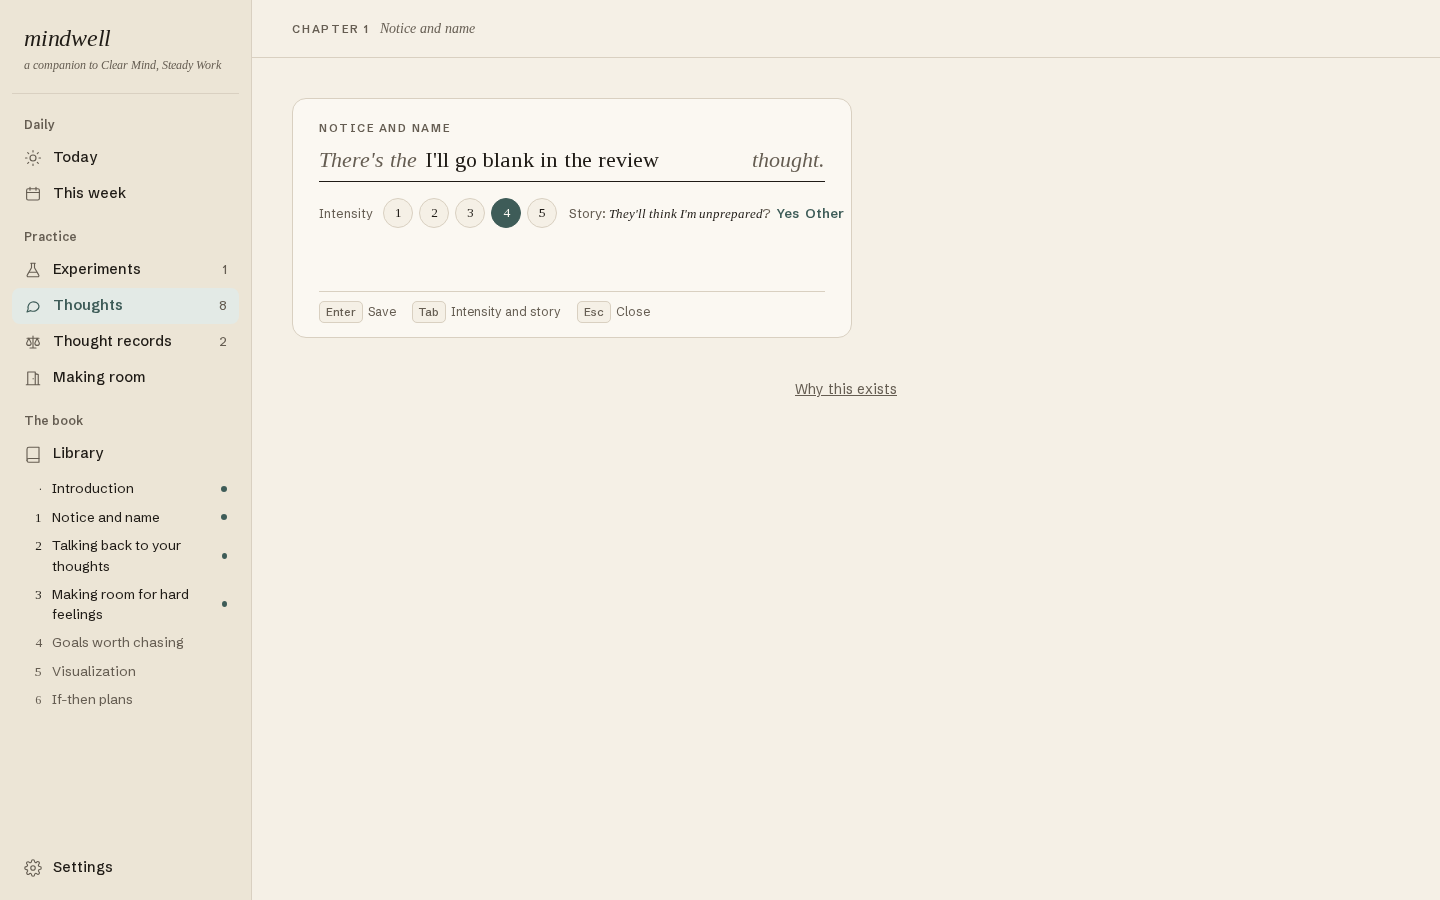 mindwell
a companion to Clear Mind, Steady Work
Daily
Today
This week
Practice
Experiments 1
Thoughts 8
Thought records 2
Making room
The book
Library
· Introduction
1 Notice and name
2 Talking back to your
thoughts
3 Making room for hard
feelings
4 Goals worth chasing
5 Visualization
6 If-then plans
Settings
CHAPTER 1 Notice and name
NOTICE AND NAME
There's the I'll go blank in the review thought.
Intensity 1 2 3 4 5 Story: They'll think I'm unprepared? Yes Other
Enter Save Tab Intensity and story Esc Close
Why this exists